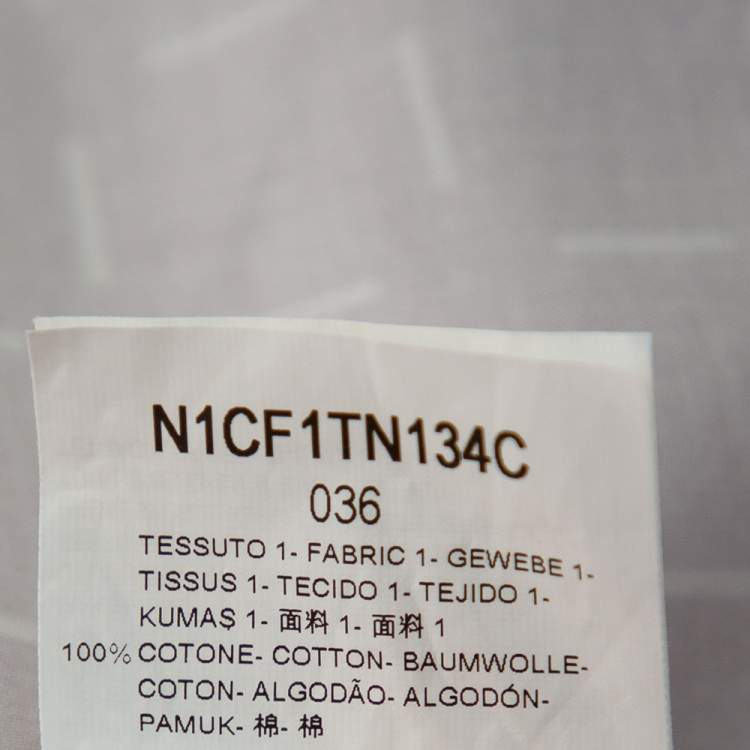 N1CF1TN134C
036
TESSUTO 1- FABRIC 1- GEWEBE 1-
TISSUS 1- TECIDO 1- TEJIDO 1-
KUMAŞ 1- 面料 1- 面料 1
100% COTONE- COTTON- BAUMWOLLE-
COTON- ALGODÃO- ALGODÓN-
PAMUK- 棉- 棉